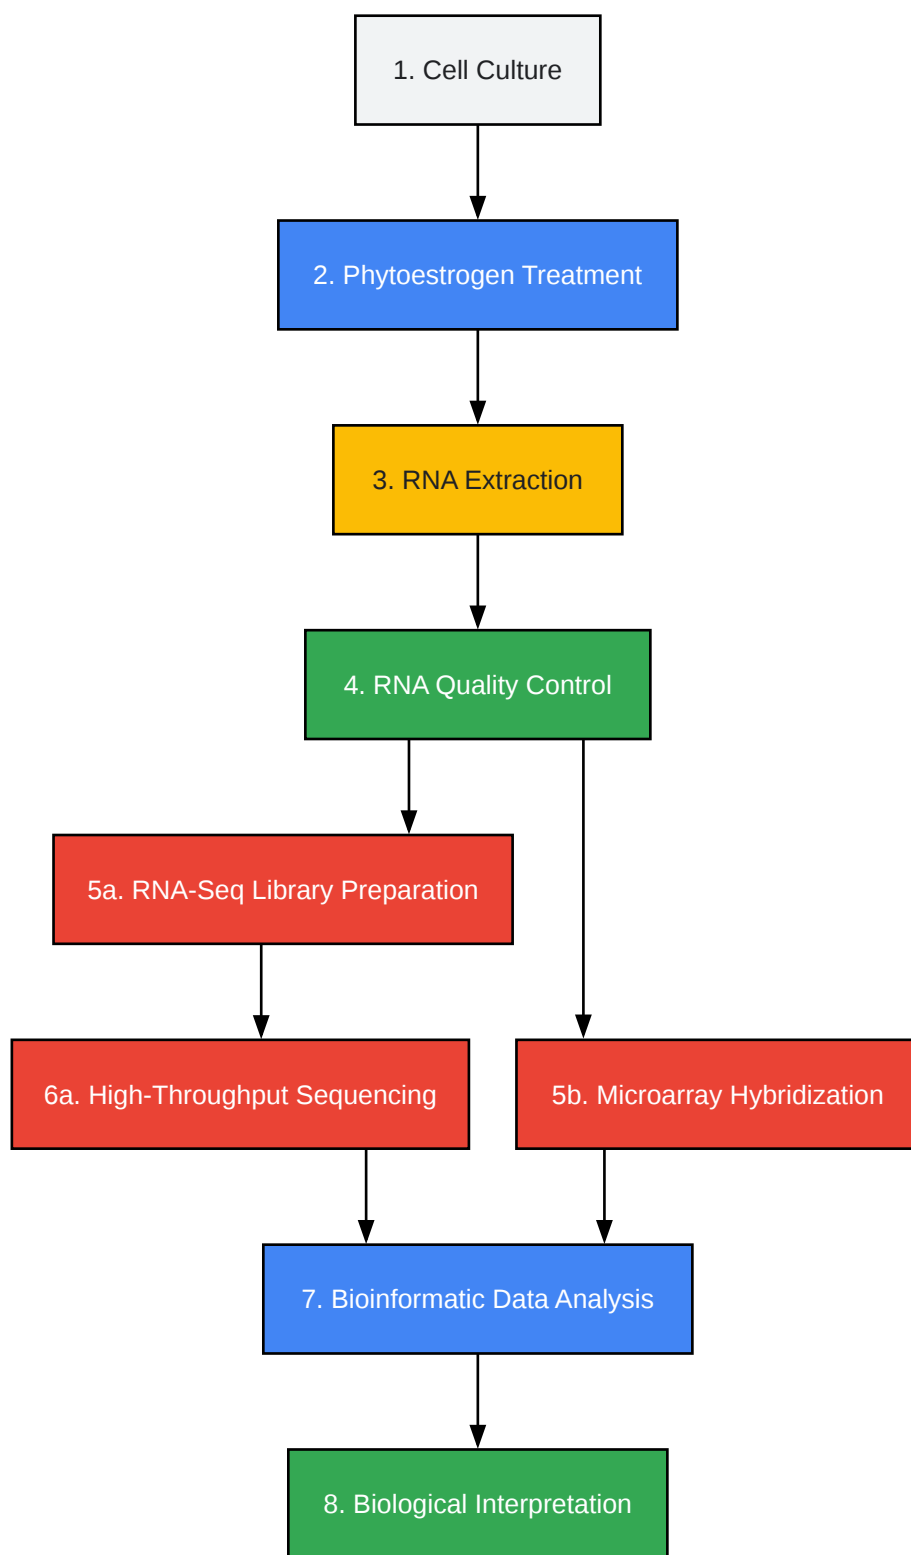 1. Cell Culture
2. Phytoestrogen Treatment
3. RNA Extraction
4. RNA Quality Control
5a. RNA-Seq Library Preparation
6a. High-Throughput Sequencing
5b. Microarray Hybridization
7. Bioinformatic Data Analysis
8. Biological Interpretation